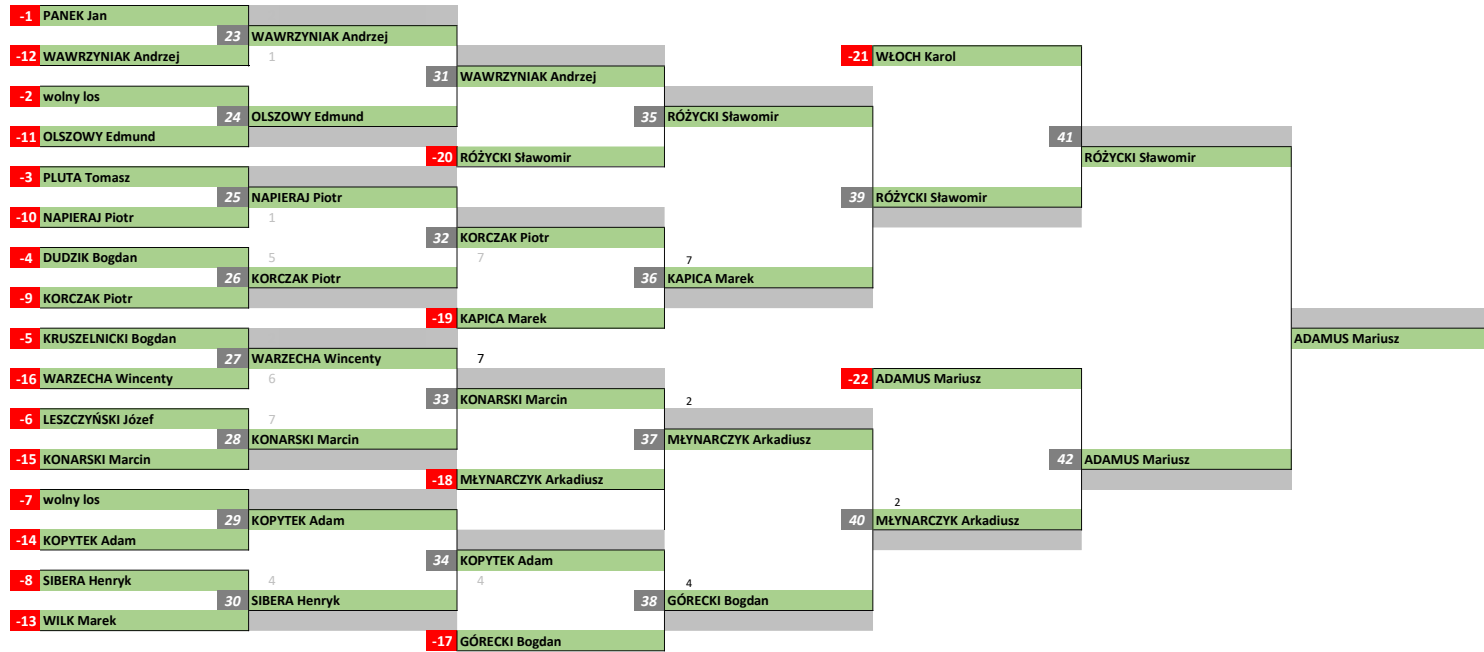 -1 PANEK Jan
23 WAWRZYNIAK Andrzej
-12 WAWRZYNIAK Andrzej 1 -21 WŁOCH Karol
31 WAWRZYNIAK Andrzej
-2 wolny los
24 OLSZOWY Edmund 35 RÓŻYCKI Sławomir
-11 OLSZOWY Edmund 41
-20 RÓŻYCKI Sławomir RÓŻYCKI Sławomir
-3 PLUTA Tomasz
25 NAPIERAJ Piotr 39 RÓŻYCKI Sławomir
-10 NAPIERAJ Piotr 1
32 KORCZAK Piotr
-4 DUDZIK Bogdan 5 7 7
26 KORCZAK Piotr 36 KAPICA Marek
-9 KORCZAK Piotr
-19 KAPICA Marek
-5 KRUSZELNICKI Bogdan ADAMUS Mariusz
27 WARZECHA Wincenty 7
-16 WARZECHA Wincenty 6 -22 ADAMUS Mariusz
33 KONARSKI Marcin 2
-6 LESZCZYŃSKI Józef 7
28 KONARSKI Marcin 37 MŁYNARCZYK Arkadiusz
-15 KONARSKI Marcin 42 ADAMUS Mariusz
-18 MŁYNARCZYK Arkadiusz
-7 wolny los 2
29 KOPYTEK Adam 40 MŁYNARCZYK Arkadiusz
-14 KOPYTEK Adam
34 KOPYTEK Adam
-8 SIBERA Henryk 4 4 4
30 SIBERA Henryk 38 GÓRECKI Bogdan
-13 WILK Marek
-17 GÓRECKI Bogdan